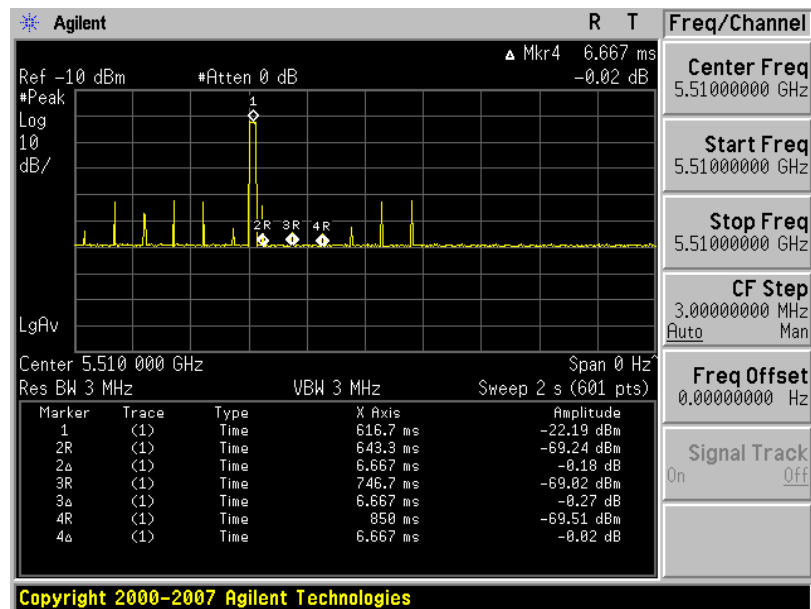 Agilent R T
Δ Mkr4 6.667 ms
Ref −10 dBm #Atten 0 dB −0.02 dB
#Peak
Log
10
dB/
1
2R 3R 4R
LgAv
Center 5.510 000 GHz Span 0 Hz^
Res BW 3 MHz VBW 3 MHz Sweep 2 s (601 pts)
Marker Trace Type X Axis Amplitude
1 (1) Time 616.7 ms −22.19 dBm
2R (1) Time 643.3 ms −69.24 dBm
2Δ (1) Time 6.667 ms −0.18 dB
3R (1) Time 746.7 ms −69.02 dBm
3Δ (1) Time 6.667 ms −0.27 dB
4R (1) Time 850 ms −69.51 dBm
4Δ (1) Time 6.667 ms −0.02 dB
Copyright 2000–2007 Agilent Technologies
Freq/Channel
Center Freq
5.51000000 GHz
Start Freq
5.51000000 GHz
Stop Freq
5.51000000 GHz
CF Step
3.00000000 MHz
Auto Man
Freq Offset
0.00000000 Hz
Signal Track
On Off